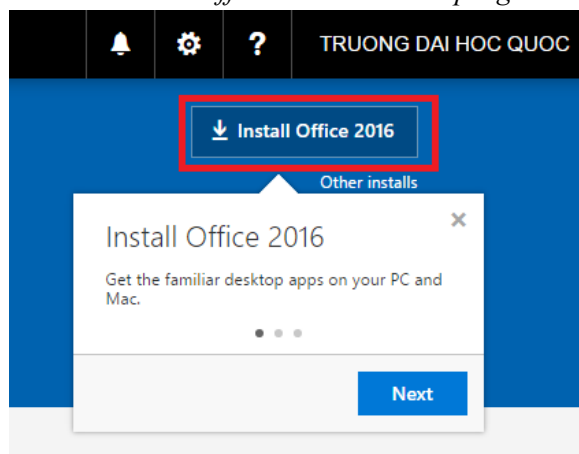 ?
TRUONG DAI HOC QUOC
Install Office 2016
Other installs
Install Office 2016
×
Get the familiar desktop apps on your PC and
Mac.
Next